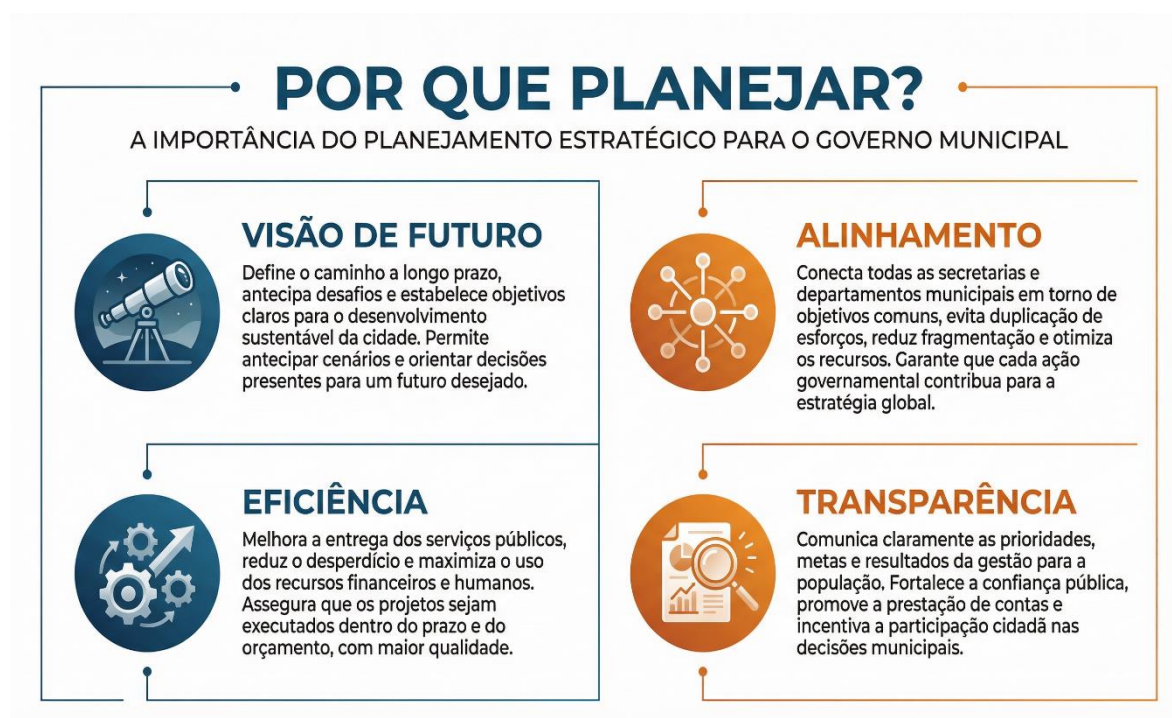 POR QUE PLANEJAR?
A IMPORTÂNCIA DO PLANEJAMENTO ESTRATÉGICO PARA O GOVERNO MUNICIPAL
VISÃO DE FUTURO
Define o caminho a longo prazo,
antecipa desafios e estabelece objetivos
claros para o desenvolvimento
sustentável da cidade. Permite
antecipar cenários e orientar decisões
presentes para um futuro desejado.
ALINHAMENTO
Conecta todas as secretarias e
departamentos municipais em torno de
objetivos comuns, evita duplicação de
esforços, reduz fragmentação e otimiza
os recursos. Garante que cada ação
governamental contribua para a
estratégia global.
EFICIÊNCIA
Melhora a entrega dos serviços públicos,
reduz o desperdício e maximiza o uso
dos recursos financeiros e humanos.
Assegura que os projetos sejam
executados dentro do prazo e do
orçamento, com maior qualidade.
TRANSPARÊNCIA
Comunica claramente as prioridades,
metas e resultados da gestão para a
população. Fortalece a confiança pública,
promove a prestação de contas e
incentiva a participação cidadã nas
decisões municipais.